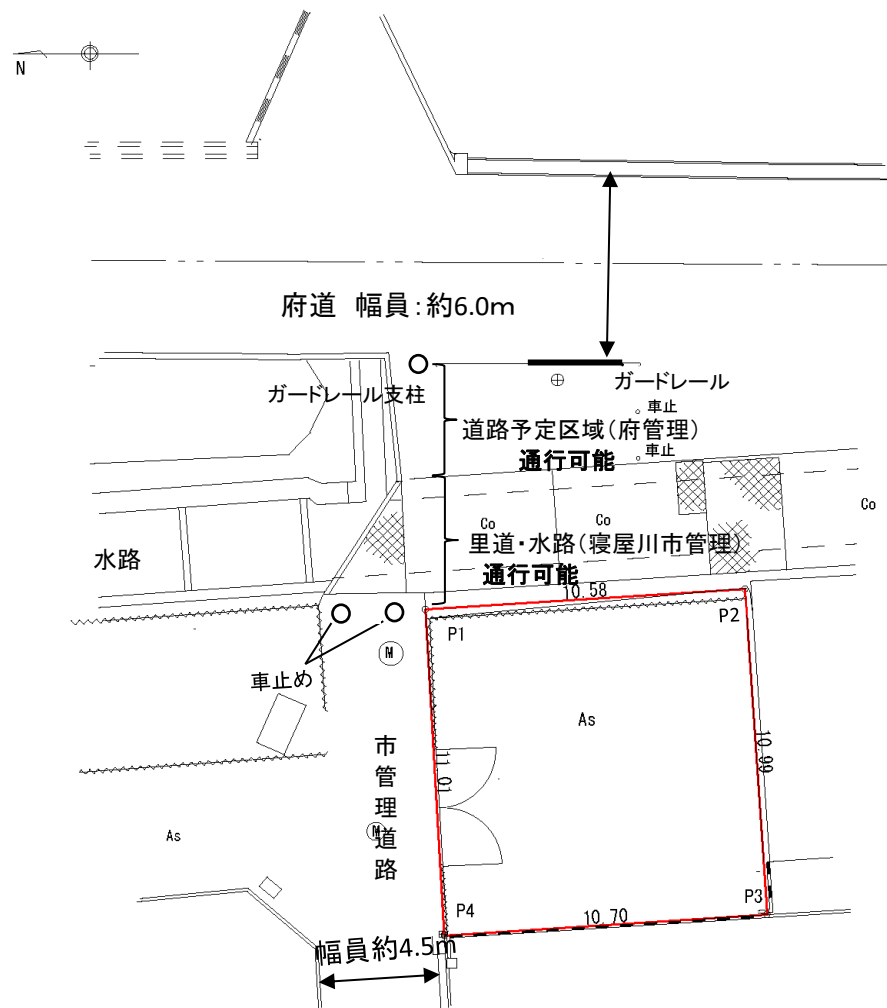 N
府道 幅員:約6.0m
ガードレール支柱
ガードレール
車止
道路予定区域(府管理)
通行可能
車止
Co
Co
Co
里道・水路(寝屋川市管理)
通行可能
水路
10.58
P1
P2
車止め
M
As
市管理道路
11.01
10.99
M
As
P4
P3
10.70
幅員約4.5m